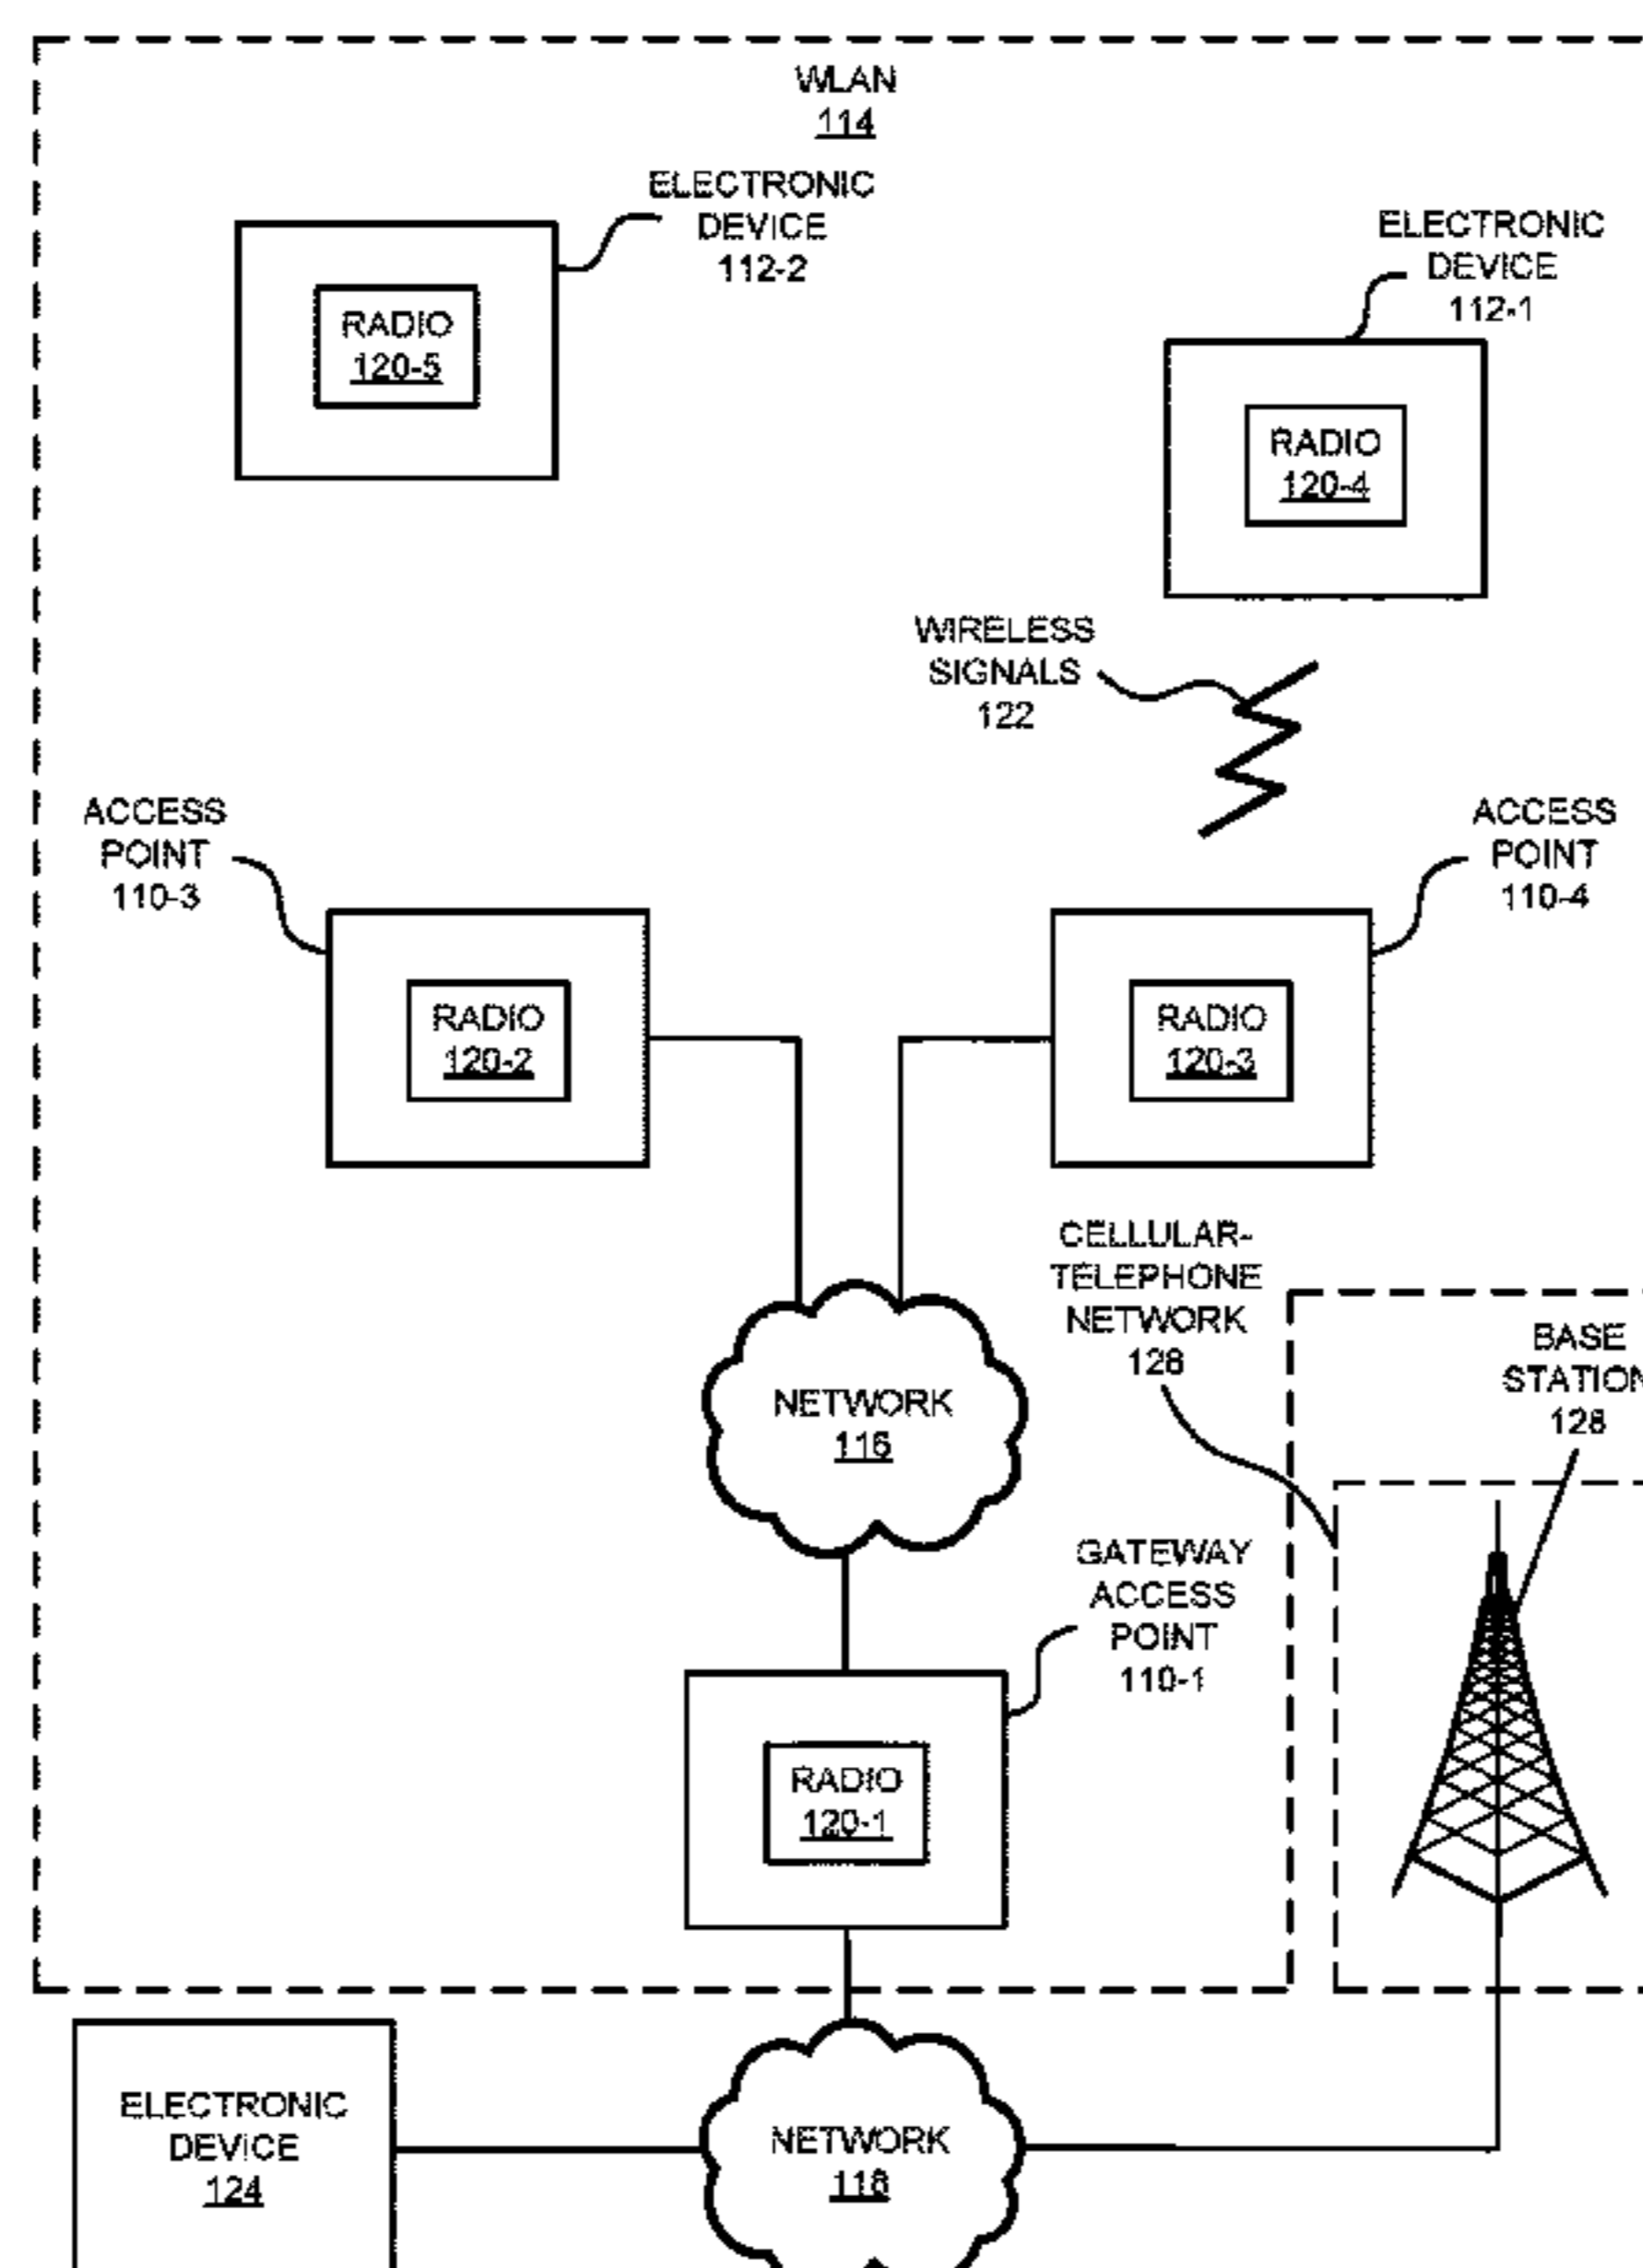 WLAN
114
ELECTRONIC
DEVICE
112-2
ELECTRONIC
DEVICE
112-1
RADIO
120-5
RADIO
120-4
WIRELESS
SIGNALS
122
ACCESS
POINT
110-3
ACCESS
POINT
110-4
RADIO
120-2
RADIO
120-3
CELLULAR-
TELEPHONE
NETWORK
128
BASE
STATION
128
NETWORK
116
GATEWAY
ACCESS
POINT
110-1
RADIO
120-1
ELECTRONIC
DEVICE
124
NETWORK
118